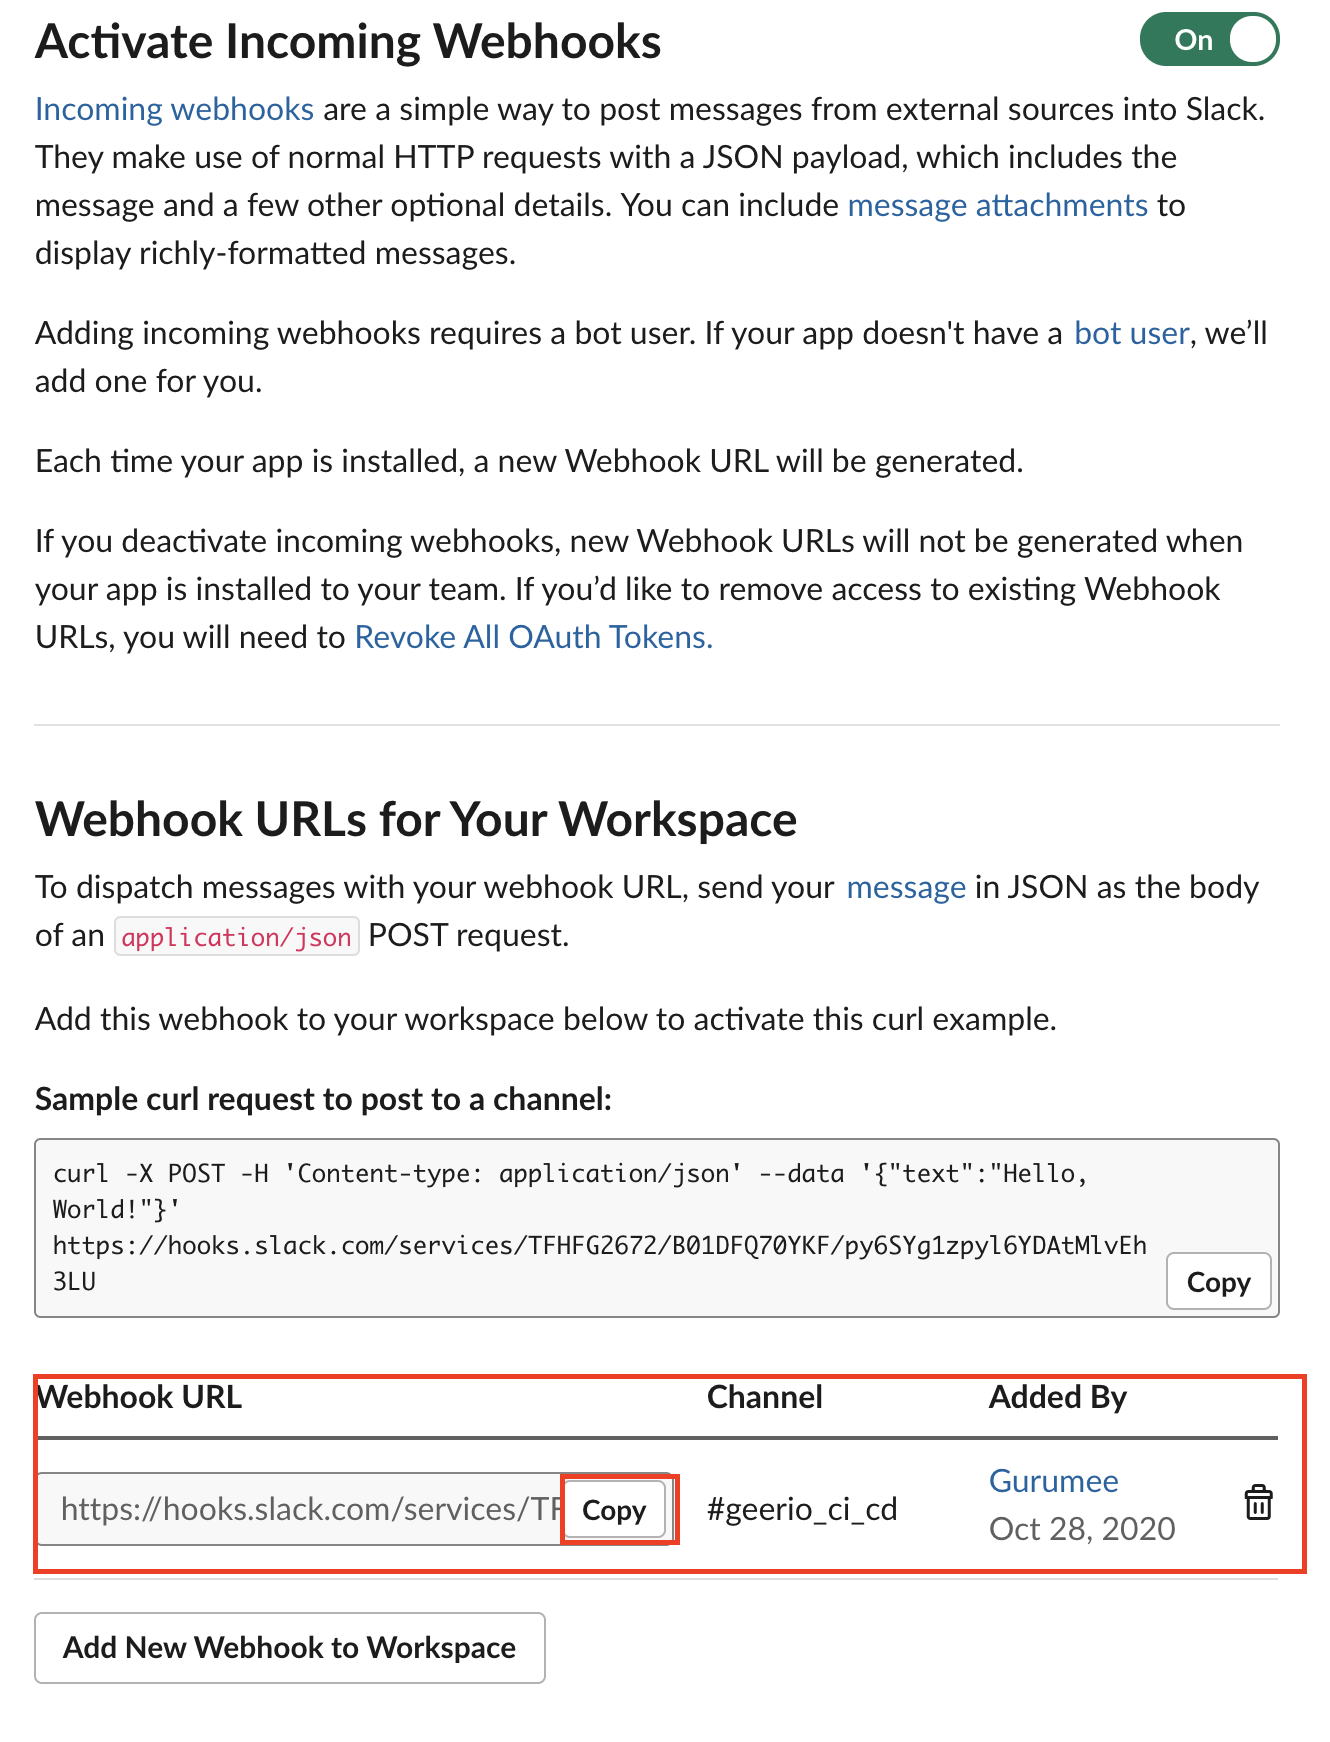 Activate Incoming Webhooks
On
Incoming webhooks are a simple way to post messages from external sources into Slack.
They make use of normal HTTP requests with a JSON payload, which includes the
message and a few other optional details. You can include message attachments to
display richly-formatted messages.
Adding incoming webhooks requires a bot user. If your app doesn't have a bot user, we’ll
add one for you.
Each time your app is installed, a new Webhook URL will be generated.
If you deactivate incoming webhooks, new Webhook URLs will not be generated when
your app is installed to your team. If you’d like to remove access to existing Webhook
URLs, you will need to Revoke All OAuth Tokens.
Webhook URLs for Your Workspace
To dispatch messages with your webhook URL, send your message in JSON as the body
of an application/json POST request.
Add this webhook to your workspace below to activate this curl example.
Sample curl request to post to a channel:
curl -X POST -H 'Content-type: application/json' --data '{"text":"Hello,
World!"}'
https://hooks.slack.com/services/TFHFG2672/B01DFQ70YKF/py6SYg1zpyl6YDAtMlvEh
3LU
Copy
Webhook URL Channel Added By
https://hooks.slack.com/services/TF Copy #geerio_ci_cd Gurumee
Oct 28, 2020
Add New Webhook to Workspace